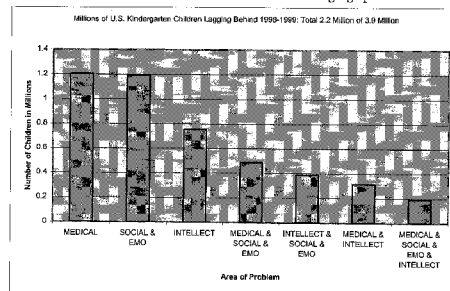 Millions of U.S. Kindergarten Children Lagging Behind 1998-1999: Total 2.2 Million of 3.9 Million
1.4
1.2
1
0.8
0.6
0.4
0.2
0
Number of Children in Millions
MEDICAL
SOCIAL &
EMO
INTELLECT
MEDICAL &
SOCIAL &
EMO
INTELLECT &
SOCIAL &
EMO
MEDICAL &
INTELLECT
MEDICAL &
SOCIAL &
EMO &
INTELLECT
Area of Problem